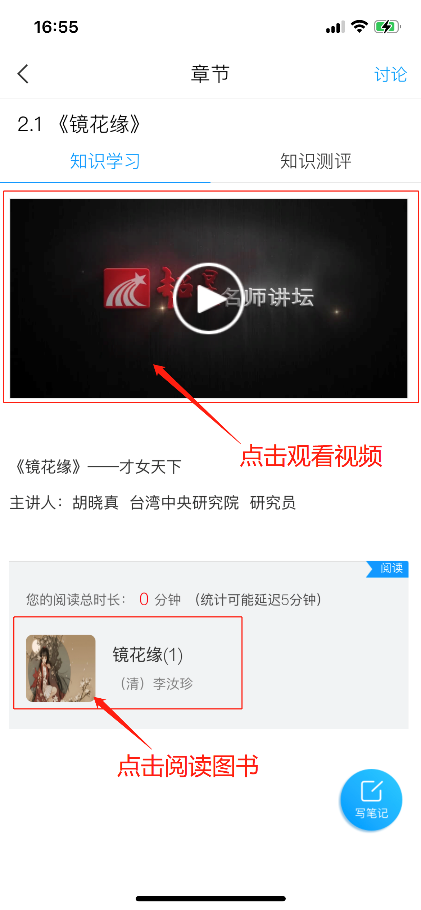 16:55
章节
讨论
2.1 《镜花缘》
知识学习
知识测评
名师讲坛
点击观看视频
《镜花缘》——才女天下
主讲人：胡晓真 台湾中央研究院 研究员
阅读
您的阅读总时长： 0 分钟 （统计可能延迟5分钟）
镜花缘(1)
（清）李汝珍
点击阅读图书
写笔记